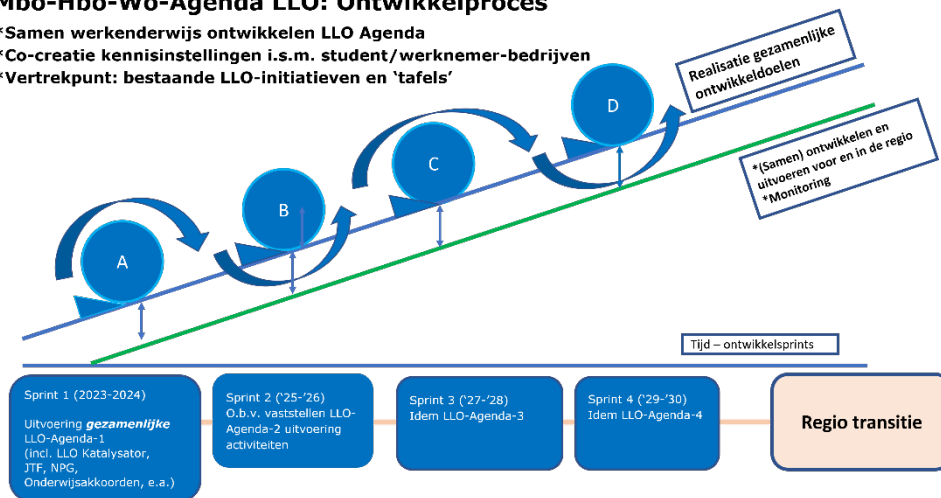 Mbo-Hbo-Wo-Agenda LLO: Ontwikkelproces
*Samen werkenderwijs ontwikkelen LLO Agenda
*Co-creatie kennisinstellingen i.s.m. student/werknemer-bedrijven
*Vertrekpunt: bestaande LLO-initiatieven en ‘tafels’
Realisatie gezamenlijke
ontwikkeldoelen
D
C
B
A
*(Samen) ontwikkelen en
uitvoeren voor en in de regio
*Monitoring
Tijd – ontwikkelsprints
Sprint 1 (2023-2024)
Uitvoering gezamenlijke
LLO-Agenda-1
(incl. LLO Katalysator,
JTF, NPG,
Onderwijsakkoorden, e.a.)
Sprint 2 (’25-’26)
O.b.v. vaststellen LLO-
Agenda-2 uitvoering
activiteiten
Sprint 3 (’27-’28)
Idem LLO-Agenda-3
Sprint 4 (’29-’30)
Idem LLO-Agenda-4
Regio transitie